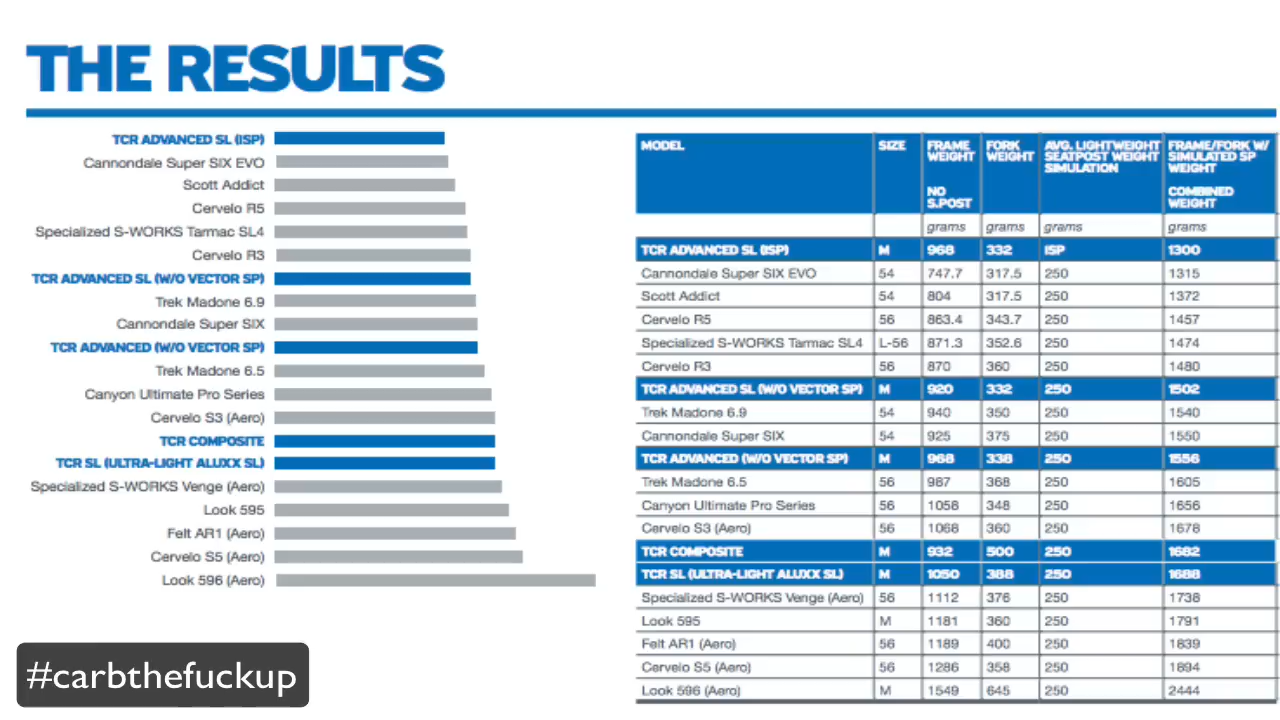 THE RESULTS
TCR ADVANCED SL (ISP)
Cannondale Super SIX EVO
Scott Addict
Cervelo R5
Specialized S-WORKS Tarmac SL4
Cervelo R3
TCR ADVANCED SL (W/O VECTOR SP)
Trek Madone 6.9
Cannondale Super SIX
TCR ADVANCED (W/O VECTOR SP)
Trek Madone 6.5
Canyon Ultimate Pro Series
Cervelo S3 (Aero)
TCR COMPOSITE
TCR SL (ULTRA-LIGHT ALUXX SL)
Specialized S-WORKS Venge (Aero)
Look 595
Felt AR1 (Aero)
Cervelo S5 (Aero)
Look 596 (Aero)
MODEL SIZE FRAME FORK AVG. LIGHTWEIGHT FRAME/FORK W/
WEIGHT WEIGHT SEATPOST WEIGHT SIMULATED SP
SIMULATION WEIGHT
NO COMBINED
S.POST WEIGHT
grams grams grams grams
TCR ADVANCED SL (ISP) M 968 332 ISP 1300
Cannondale Super SIX EVO 54 747.7 317.5 250 1315
Scott Addict 54 804 317.5 250 1372
Cervelo R5 56 863.4 343.7 250 1457
Specialized S-WORKS Tarmac SL4 L-56 871.3 352.6 250 1474
Cervelo R3 56 870 360 250 1480
TCR ADVANCED SL (W/O VECTOR SP) M 920 332 250 1502
Trek Madone 6.9 54 940 350 250 1540
Cannondale Super SIX 54 925 375 250 1550
TCR ADVANCED (W/O VECTOR SP) M 968 338 250 1556
Trek Madone 6.5 56 987 368 250 1605
Canyon Ultimate Pro Series 56 1058 348 250 1656
Cervelo S3 (Aero) 56 1068 360 250 1678
TCR COMPOSITE M 932 500 250 1682
TCR SL (ULTRA-LIGHT ALUXX SL) M 1050 388 250 1688
Specialized S-WORKS Venge (Aero) 56 1112 376 250 1738
Look 595 M 1181 360 250 1791
Felt AR1 (Aero) 56 1189 400 250 1839
Cervelo S5 (Aero) 56 1286 358 250 1894
Look 596 (Aero) M 1549 645 250 2444
#carbthefuckup